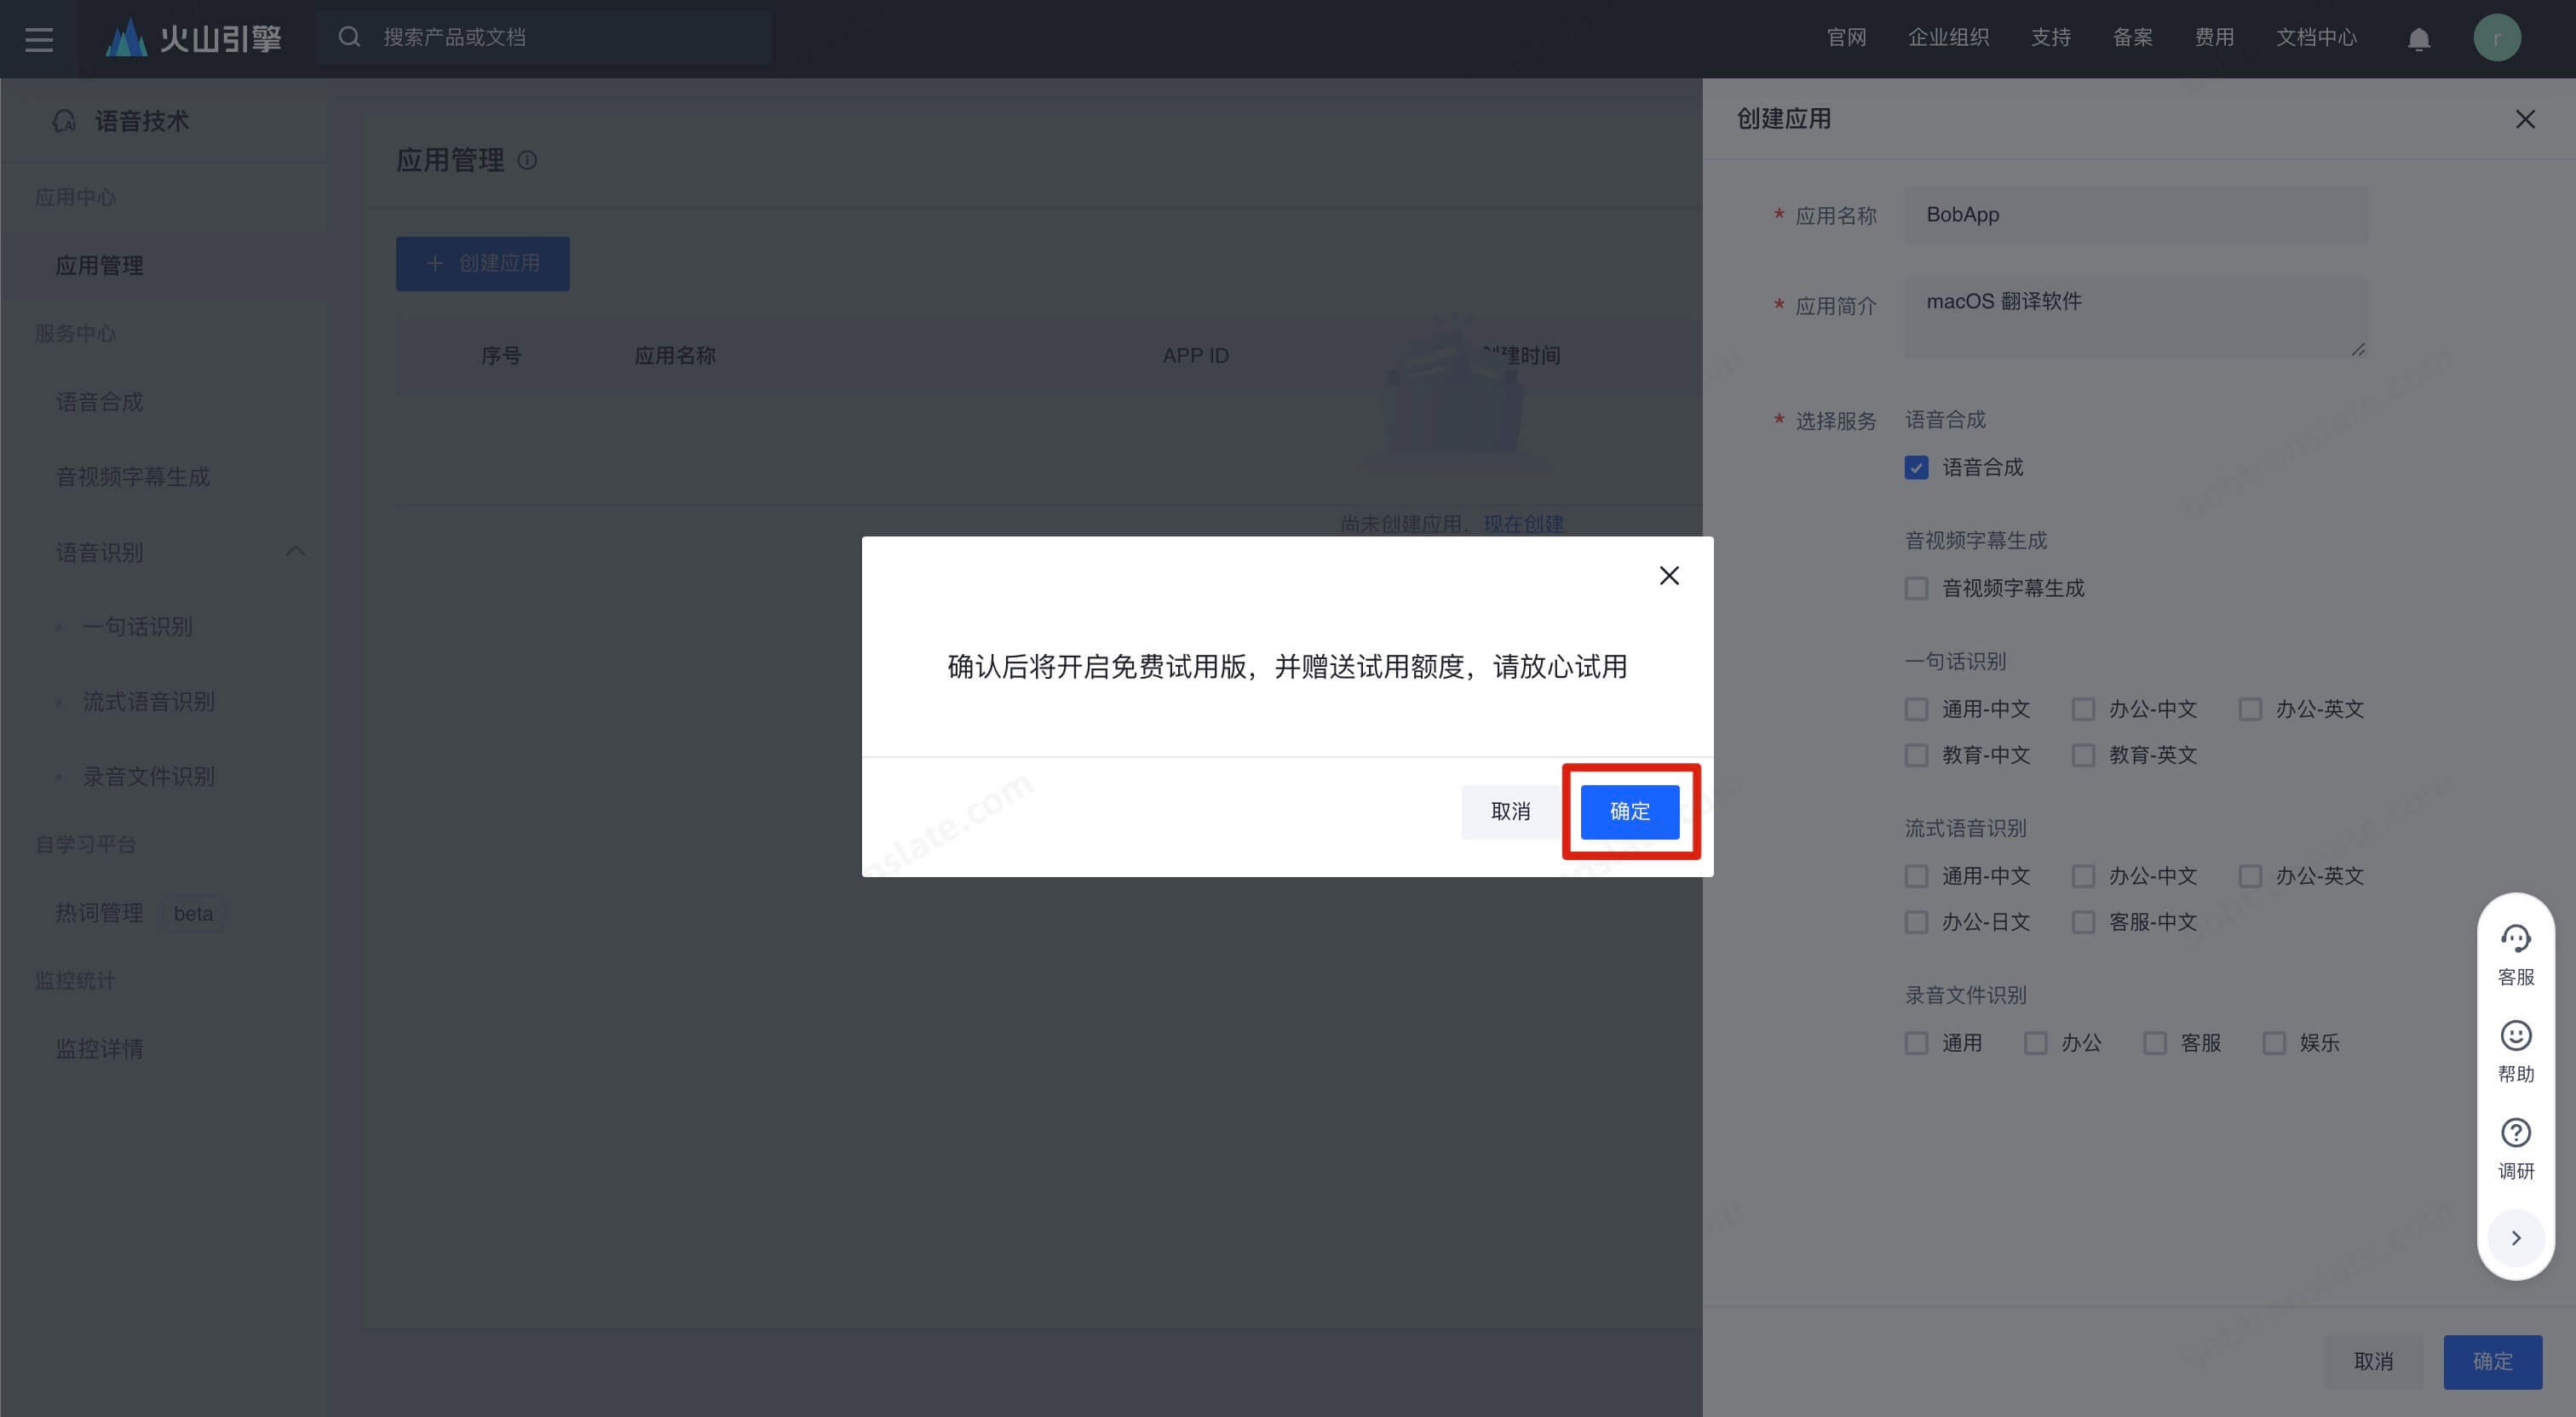 火山引擎
搜索产品或文档
官网 企业组织 支持 备案 费用 文档中心
r
语音技术
应用中心
应用管理
服务中心
语音合成
音视频字幕生成
语音识别
一句话识别
流式语音识别
录音文件识别
自学习平台
热词管理 beta
监控统计
监控详情
应用管理
+ 创建应用
序号 应用名称 APP ID 创建时间
尚未创建应用，现在创建
确认后将开启免费试用版，并赠送试用额度，请放心试用
取消 确定
创建应用
* 应用名称 BobApp
* 应用简介 macOS 翻译软件
* 选择服务 语音合成
语音合成
音视频字幕生成
音视频字幕生成
一句话识别
通用-中文 办公-中文 办公-英文
教育-中文 教育-英文
流式语音识别
通用-中文 办公-中文 办公-英文
办公-日文 客服-中文
录音文件识别
通用 办公 客服 娱乐
取消 确定
客服
帮助
调研